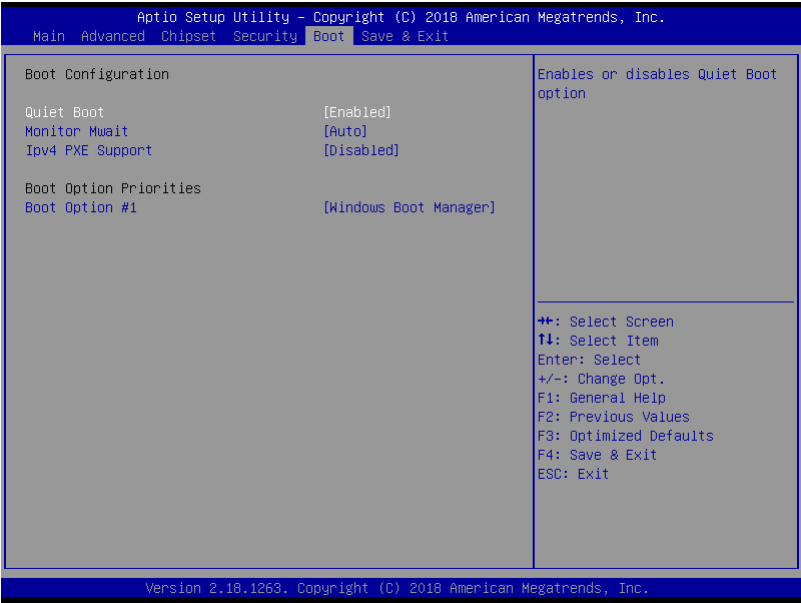 Aptio Setup Utility – Copyright (C) 2018 American Megatrends, Inc.
Main Advanced Chipset Security Boot Save & Exit
Boot Configuration
Quiet Boot [Enabled]
Monitor Mwait [Auto]
Ipv4 PXE Support [Disabled]
Boot Option Priorities
Boot Option #1 [Windows Boot Manager]
Enables or disables Quiet Boot
option
→←: Select Screen
↑↓: Select Item
Enter: Select
+/-: Change Opt.
F1: General Help
F2: Previous Values
F3: Optimized Defaults
F4: Save & Exit
ESC: Exit
Version 2.18.1263. Copyright (C) 2018 American Megatrends, Inc.